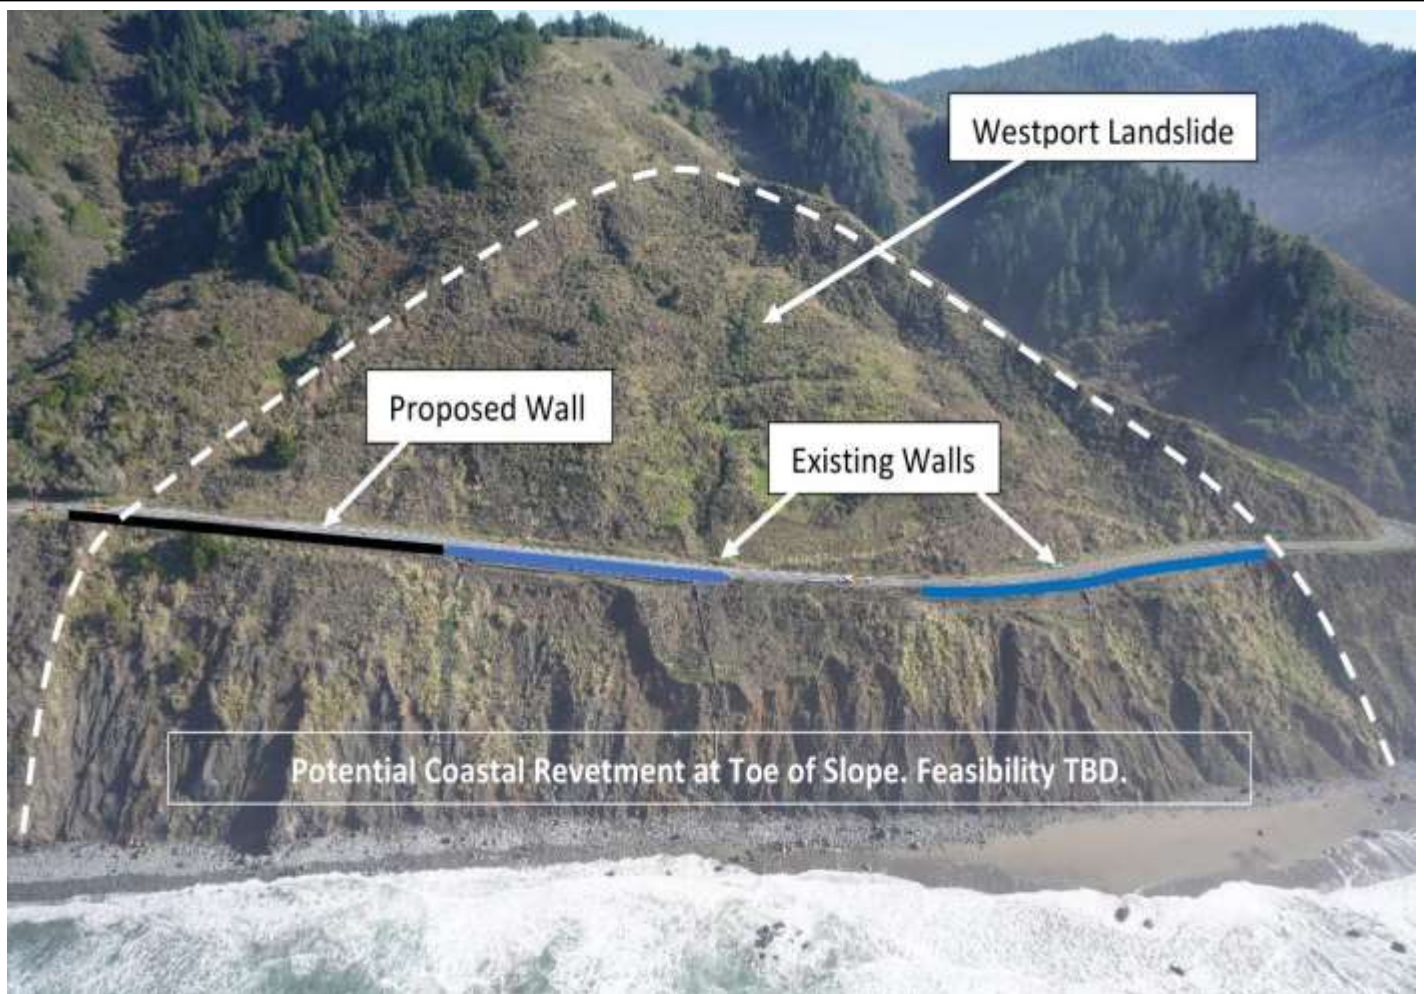 Westport Landslide
Proposed Wall
Existing Walls
Potential Coastal Revetment at Toe of Slope. Feasibility TBD.